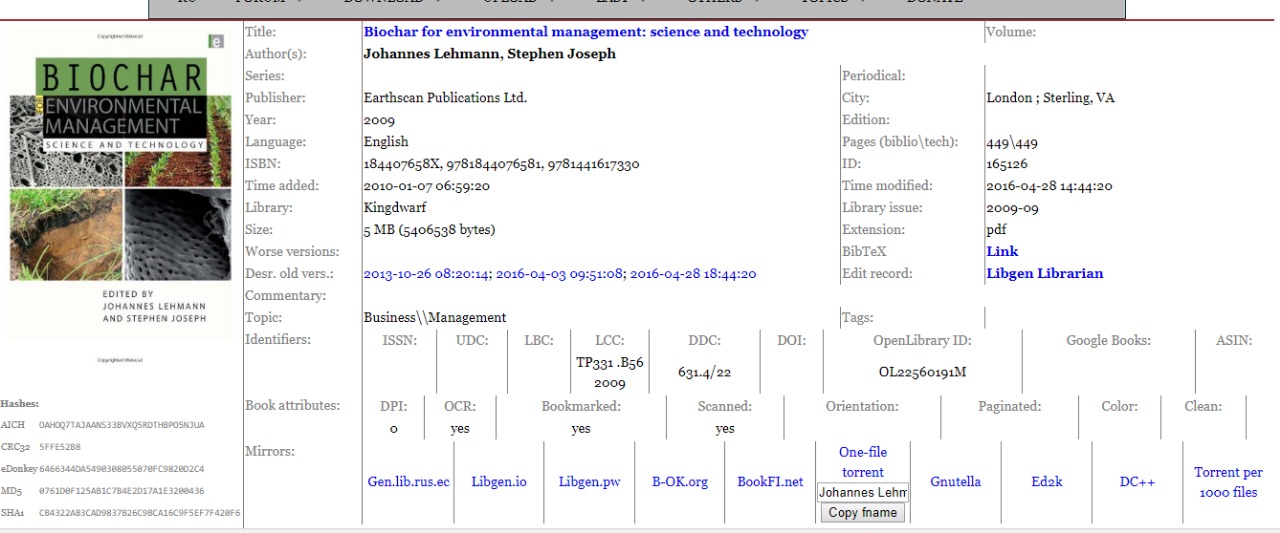 Copyrighted Material
e
BIOCHAR
FOR
ENVIRONMENTAL
MANAGEMENT
SCIENCE AND TECHNOLOGY
EDITED BY
JOHANNES LEHMANN
AND STEPHEN JOSEPH
Copyrighted Material
Hashes:
AICH OAHOQ7TAJAANS33BVXQ5RDTHBPO5NJUA
CRC32 5FFE52B8
eDonkey 6466344DA5490308055070FC9820D2C4
MD5 0761D0F125AB1C7B4E2D17A1E3200436
SHA1 CB4322AB3CAD9837B26C9BCA16C9F5EF7F420F6
Title: Biochar for environmental management: science and technology Volume:
Author(s): Johannes Lehmann, Stephen Joseph
Series: Periodical:
Publisher: Earthscan Publications Ltd. City: London ; Sterling, VA
Year: 2009 Edition:
Language: English Pages (biblio\tech): 449\449
ISBN: 184407658X, 9781844076581, 9781441617330 ID: 165126
Time added: 2010-01-07 06:59:20 Time modified: 2016-04-28 14:44:20
Library: Kingdwarf Library issue: 2009-09
Size: 5 MB (5406538 bytes) Extension: pdf
Worse versions: BibTeX Link
Desr. old vers.: 2013-10-26 08:20:14; 2016-04-03 09:51:08; 2016-04-28 18:44:20 Edit record: Libgen Librarian
Commentary:
Topic: Business\\Management Tags:
Identifiers: ISSN: UDC: LBC: LCC: DDC: DOI: OpenLibrary ID: Google Books: ASIN:
TP331 .B56 2009 631.4/22 OL22560191M
Book attributes: DPI: OCR: Bookmarked: Scanned: Orientation: Paginated: Color: Clean:
0 yes yes yes
Mirrors: Gen.lib.rus.ec Libgen.io Libgen.pw B-OK.org BookFI.net One-file torrent Gnutella Ed2k DC++ Torrent per 1000 files
Johannes Lehm
Copy fname